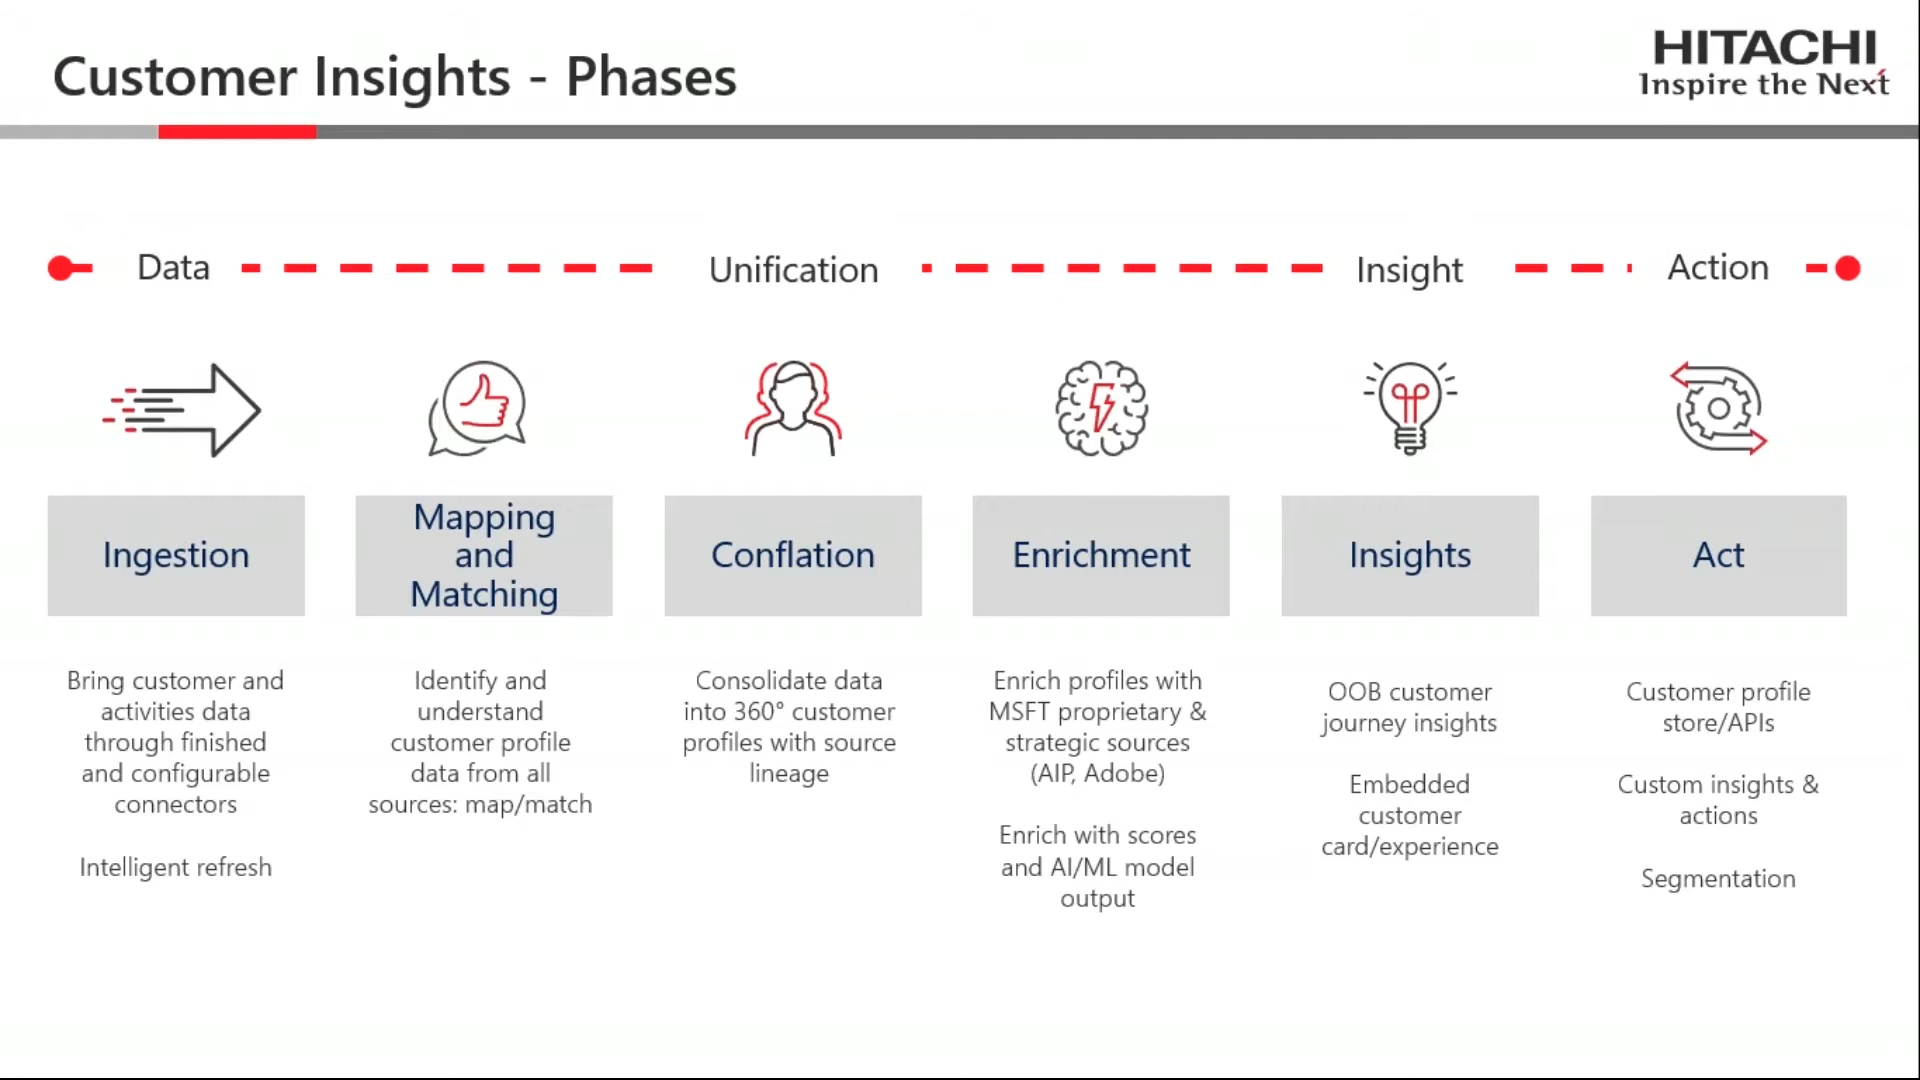 Customer Insights - Phases
HITACHI
Inspire the Next
Data
Unification
Insight
Action
Ingestion
Mapping
and
Matching
Conflation
Enrichment
Insights
Act
Bring customer and
activities data
through finished
and configurable
connectors
Intelligent refresh
Identify and
understand
customer profile
data from all
sources: map/match
Consolidate data
into 360° customer
profiles with source
lineage
Enrich profiles with
MSFT proprietary &
strategic sources
(AIP, Adobe)
Enrich with scores
and AI/ML model
output
OOB customer
journey insights
Embedded
customer
card/experience
Customer profile
store/APIs
Custom insights &
actions
Segmentation